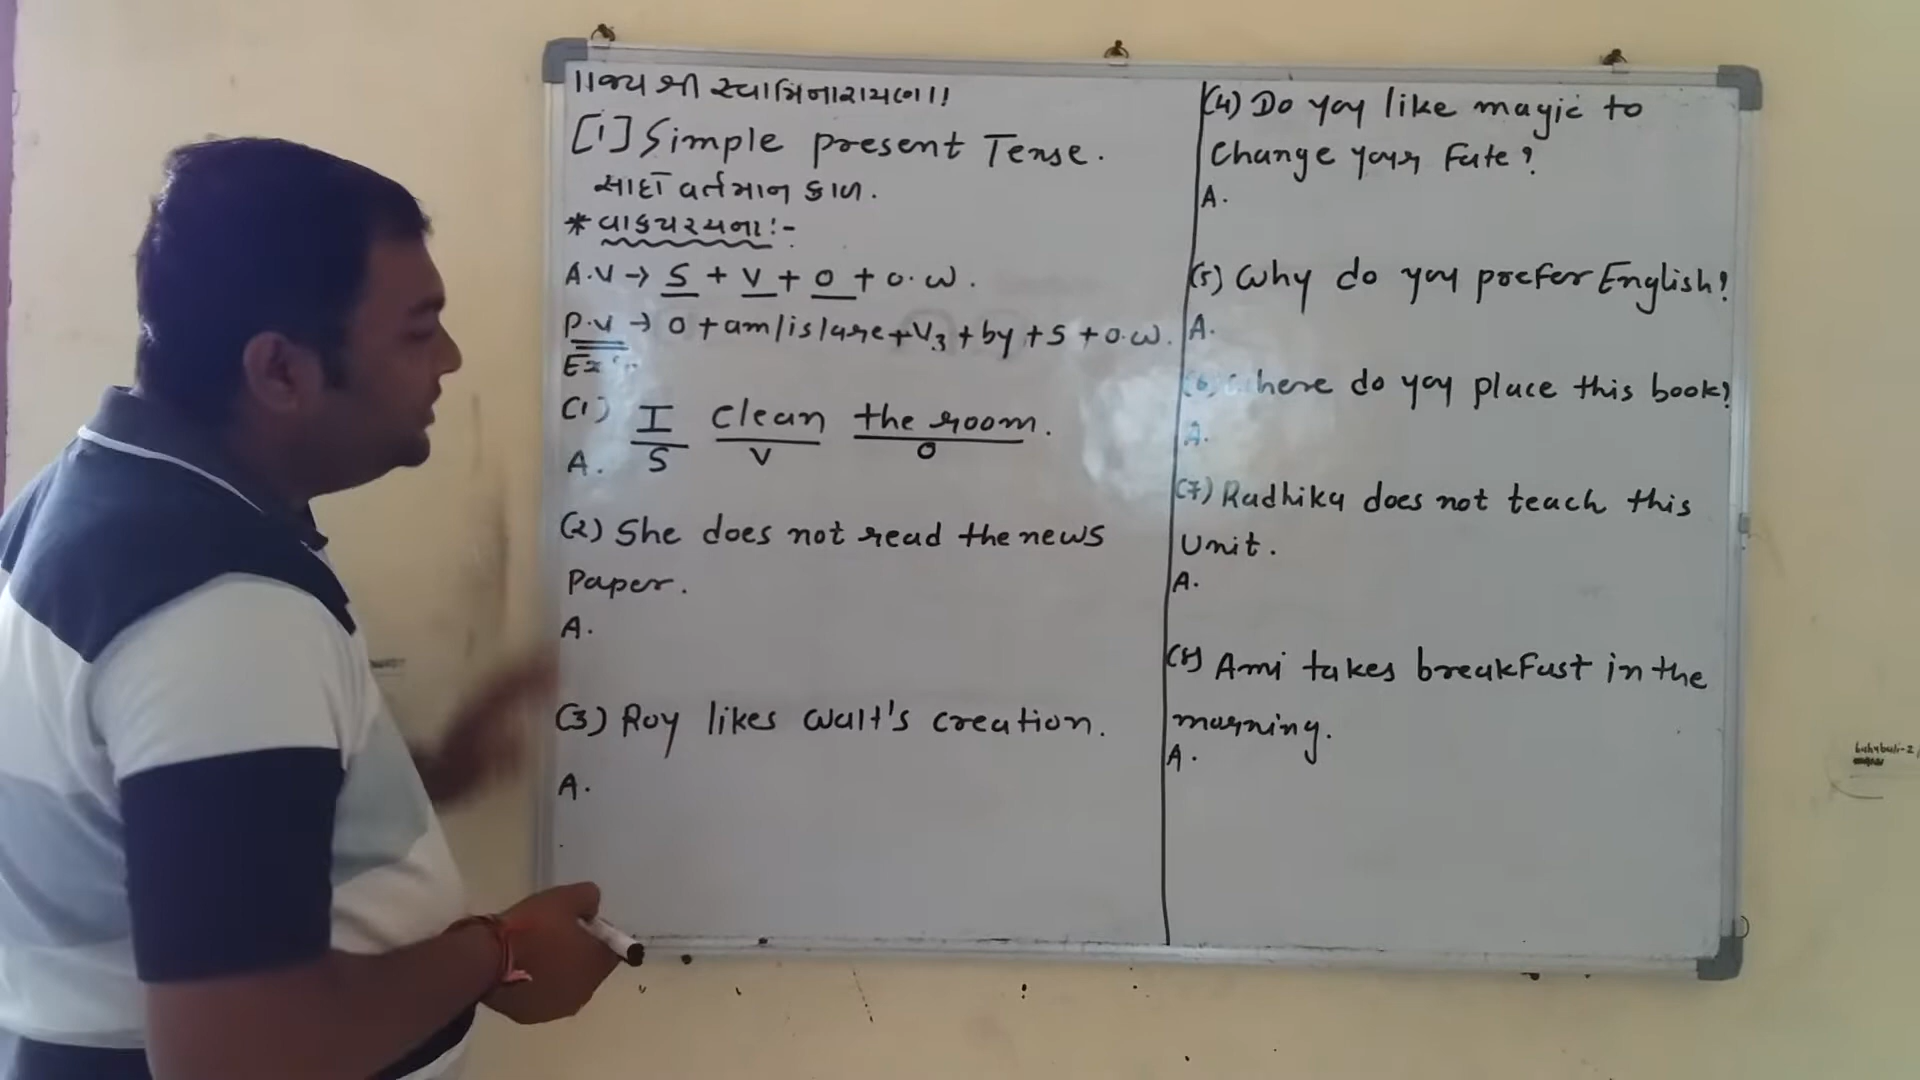 ॥જય શ્રી સ્વામિનારાયણ॥
[1] Simple present Tense.
સાદો વર્તમાન કાળ.
* વાક્યરચના:-
A.V → S + V + O + O.W.
P.V → O + am/is/are + V3 + by + S + O.W.
Ex:-
(1) I clean the room.
S V O
A.
(2) She does not read the news
Paper.
A.
(3) Roy likes Walt's creation.
A.
(4) Do you like magic to
Change your Fate?
A.
(5) Why do you prefer English?
A.
(6) Where do you place this book?
A.
(7) Radhika does not teach this
Unit.
A.
(8) Ami takes breakfast in the
morning.
A.